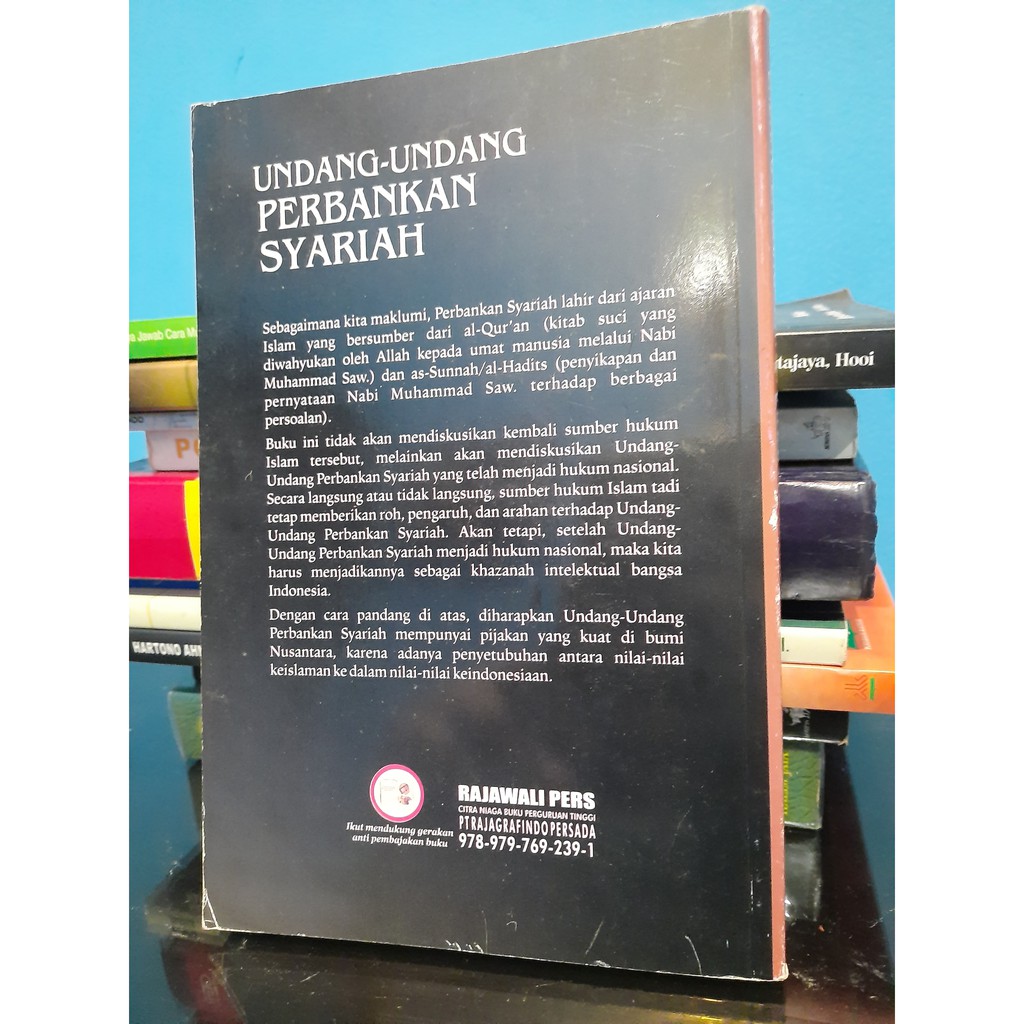 UNDANG-UNDANG
PERBANKAN
SYARIAH
Sebagaimana kita maklumi, Perbankan Syariah lahir dari ajaran
Islam yang bersumber dari al-Qur'an (kitab suci yang
diwahyukan oleh Allah kepada umat manusia melalui Nabi
Muhammad Saw.) dan as-Sunnah/al-Hadits (penyikapan dan
pernyataan Nabi Muhammad Saw. terhadap berbagai
persoalan).
Buku ini tidak akan mendiskusikan kembali sumber hukum
Islam tersebut, melainkan akan mendiskusikan Undang-
Undang Perbankan Syariah yang telah menjadi hukum nasional.
Secara langsung atau tidak langsung, sumber hukum Islam tadi
tetap memberikan roh, pengaruh, dan arahan terhadap Undang-
Undang Perbankan Syariah. Akan tetapi, setelah Undang-
Undang Perbankan Syariah menjadi hukum nasional, maka kita
harus menjadikannya sebagai khazanah intelektual bangsa
Indonesia.
Dengan cara pandang di atas, diharapkan Undang-Undang
Perbankan Syariah mempunyai pijakan yang kuat di bumi
Nusantara, karena adanya penyetubuhan antara nilai-nilai
keislaman ke dalam nilai-nilai keindonesiaan.
Ikut mendukung gerakan
anti pembajakan buku
RAJAWALI PERS
CITRA NIAGA BUKU PERGURUAN TINGGI
PT RAJAGRAFINDO PERSADA
978-979-769-239-1
a Jawab Cara M
PO
HARTONO AH
tajaya, Hooi